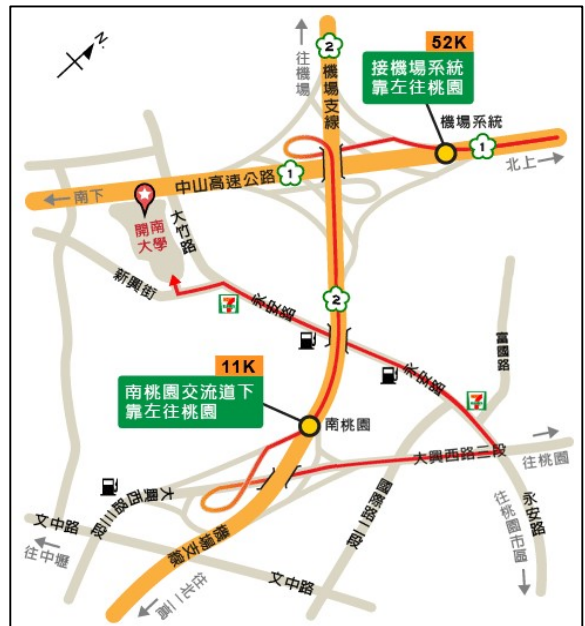 N.
往機場
2
機場支線
52K
接機場系統
靠左往桃園
機場系統
1
北上
1
中山高速公路
南下
開南
大學
大竹路
新興街
7
永安路
2
富國路
11K
南桃園交流道下
靠左往桃園
永安路
7
南桃園
大興西路三段
往桃園
大興西路三段
國際路一段
永安路
往桃園市區
文中路
往中壢
機場支線
文中路
往北二高